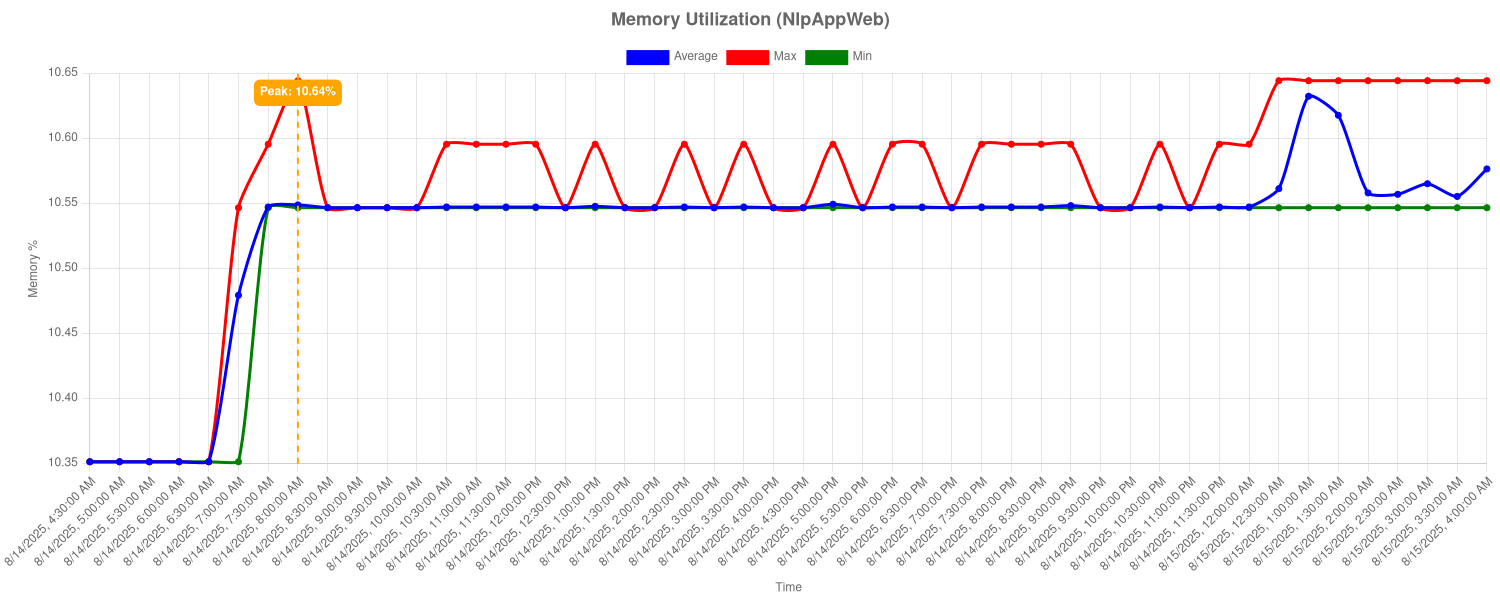 Memory Utilization (NlpAppWeb)
Average Max Min
Peak: 10.64%
10.65
10.60
10.55
10.50
10.45
10.40
10.35
Memory %
8/14/2025, 4:30:00 AM
8/14/2025, 5:00:00 AM
8/14/2025, 5:30:00 AM
8/14/2025, 6:00:00 AM
8/14/2025, 6:30:00 AM
8/14/2025, 7:00:00 AM
8/14/2025, 7:30:00 AM
8/14/2025, 8:00:00 AM
8/14/2025, 8:30:00 AM
8/14/2025, 9:00:00 AM
8/14/2025, 9:30:00 AM
8/14/2025, 10:00:00 AM
8/14/2025, 10:30:00 AM
8/14/2025, 11:00:00 AM
8/14/2025, 11:30:00 AM
8/14/2025, 12:00:00 PM
8/14/2025, 12:30:00 PM
8/14/2025, 1:00:00 PM
8/14/2025, 1:30:00 PM
8/14/2025, 2:00:00 PM
8/14/2025, 2:30:00 PM
8/14/2025, 3:00:00 PM
8/14/2025, 3:30:00 PM
8/14/2025, 4:00:00 PM
8/14/2025, 4:30:00 PM
8/14/2025, 5:00:00 PM
8/14/2025, 5:30:00 PM
8/14/2025, 6:00:00 PM
8/14/2025, 6:30:00 PM
8/14/2025, 7:00:00 PM
8/14/2025, 7:30:00 PM
8/14/2025, 8:00:00 PM
8/14/2025, 8:30:00 PM
8/14/2025, 9:00:00 PM
8/14/2025, 9:30:00 PM
8/14/2025, 10:00:00 PM
8/14/2025, 10:30:00 PM
8/14/2025, 11:00:00 PM
8/14/2025, 11:30:00 PM
8/15/2025, 12:00:00 AM
8/15/2025, 12:30:00 AM
8/15/2025, 1:00:00 AM
8/15/2025, 1:30:00 AM
8/15/2025, 2:00:00 AM
8/15/2025, 2:30:00 AM
8/15/2025, 3:00:00 AM
8/15/2025, 3:30:00 AM
8/15/2025, 4:00:00 AM
Time